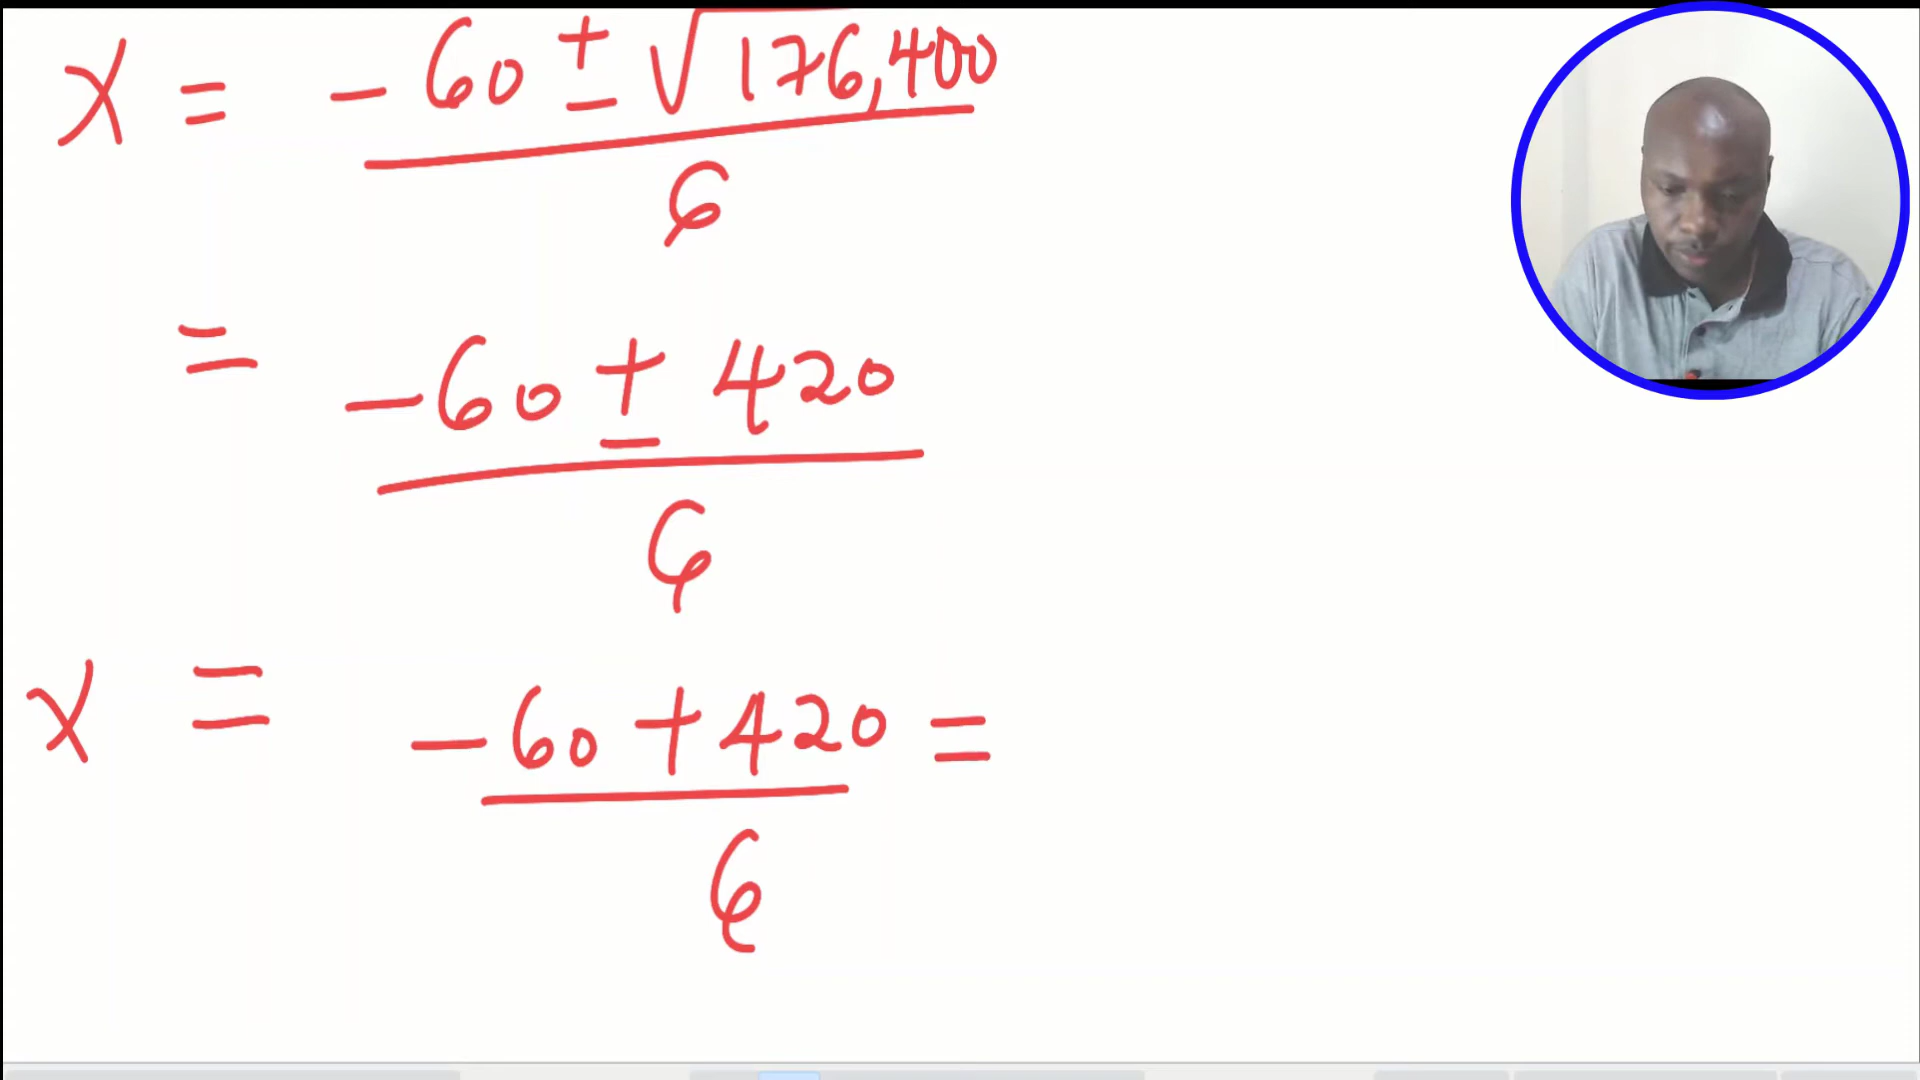 x = -60 ± √176,400
6
= -60 ± 420
6
x = -60 + 420 =
6